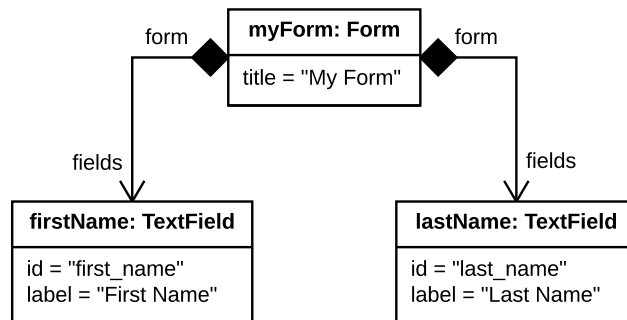 form
myForm: Form
form
title = "My Form"
fields
fields
firstName: TextField
lastName: TextField
id = "first_name"
label = "First Name"
id = "last_name"
label = "Last Name"